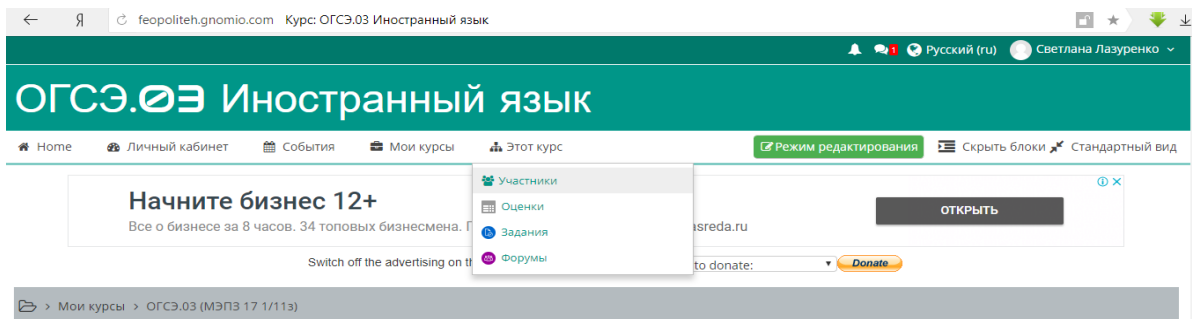 Я feopoliteh.gnomio.com Курс: ОГСЭ.03 Иностранный язык
1 Русский (ru) Светлана Лазуренко
ОГСЭ.03 Иностранный язык
Home Личный кабинет События Мои курсы Этот курс Режим редактирования Скрыть блоки Стандартный вид
Участники
Оценки
Задания
Форумы
Начните бизнес 12+
Все о бизнесе за 8 часов. 34 топовых бизнесмена. asreda.ru
ОТКРЫТЬ
Switch off the advertising on to donate: Donate
> Мои курсы > ОГСЭ.03 (МЭПЗ 17 1/11з)